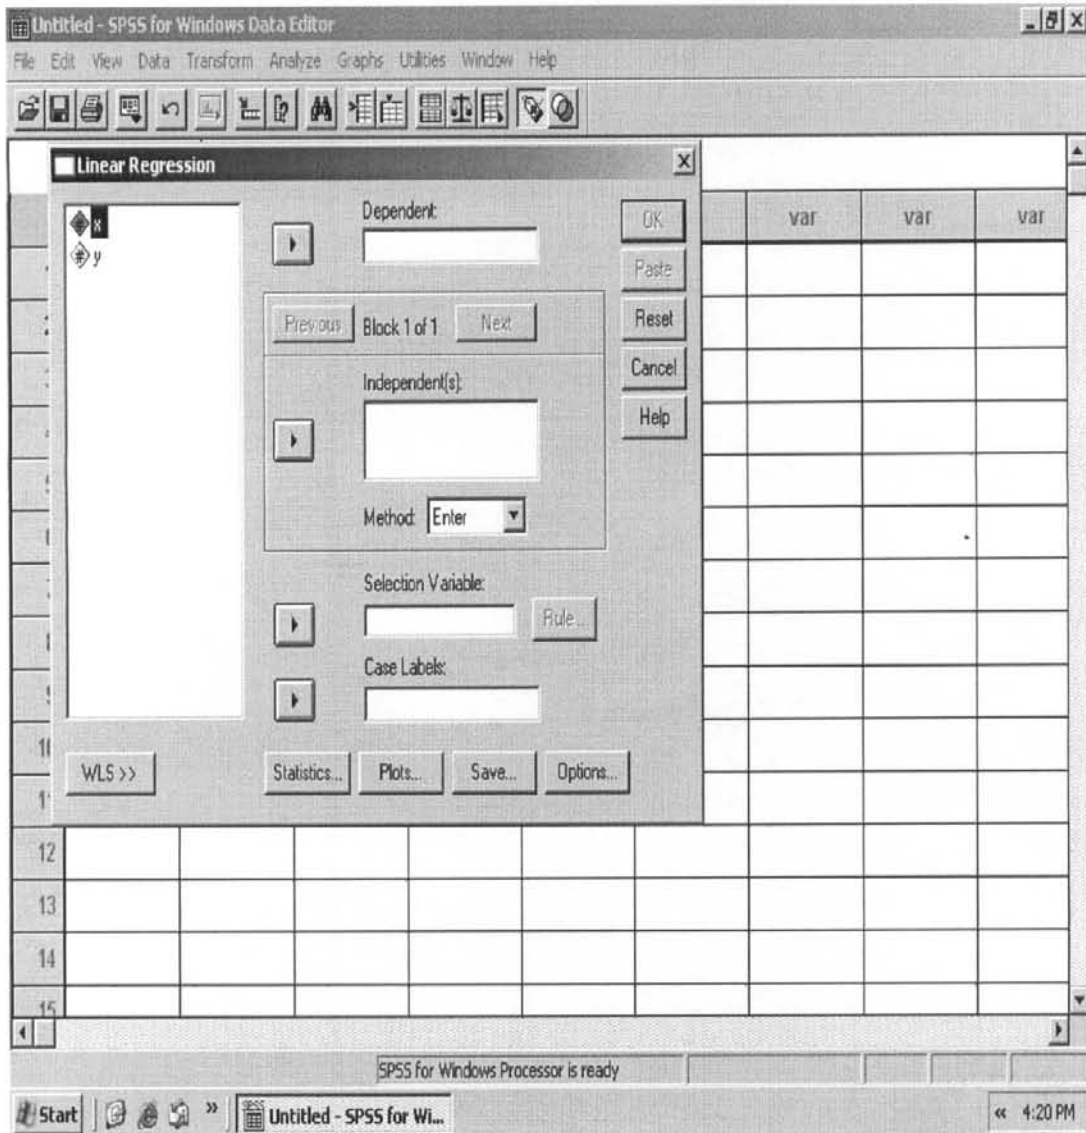 Untitled - SPSS for Windows Data Editor
File Edit View Data Transform Analyze Graphs Utilities Window Help
Linear Regression
x
y
Dependent:
OK
Paste
Reset
Cancel
Help
Previous Block 1 of 1 Next
Independent(s):
Method: Enter
Selection Variable:
Rule...
Case Labels:
WLS >> Statistics... Plots... Save... Options...
var var var
12
13
14
15
SPSS for Windows Processor is ready
Start » Untitled - SPSS for Wi... « 4:20 PM